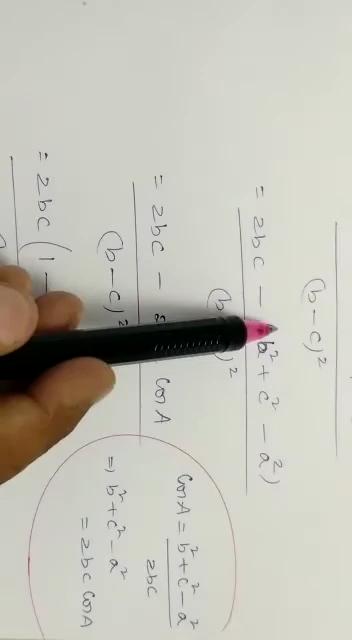 (b-c)²
= 2bc - b²+c²-a²)
(b )²
= 2bc - cosA
(b-c)²
= 2bc (1-
cosA = b²+c²-a²
2bc
⇒ b²+c²-a²
= 2bc cosA